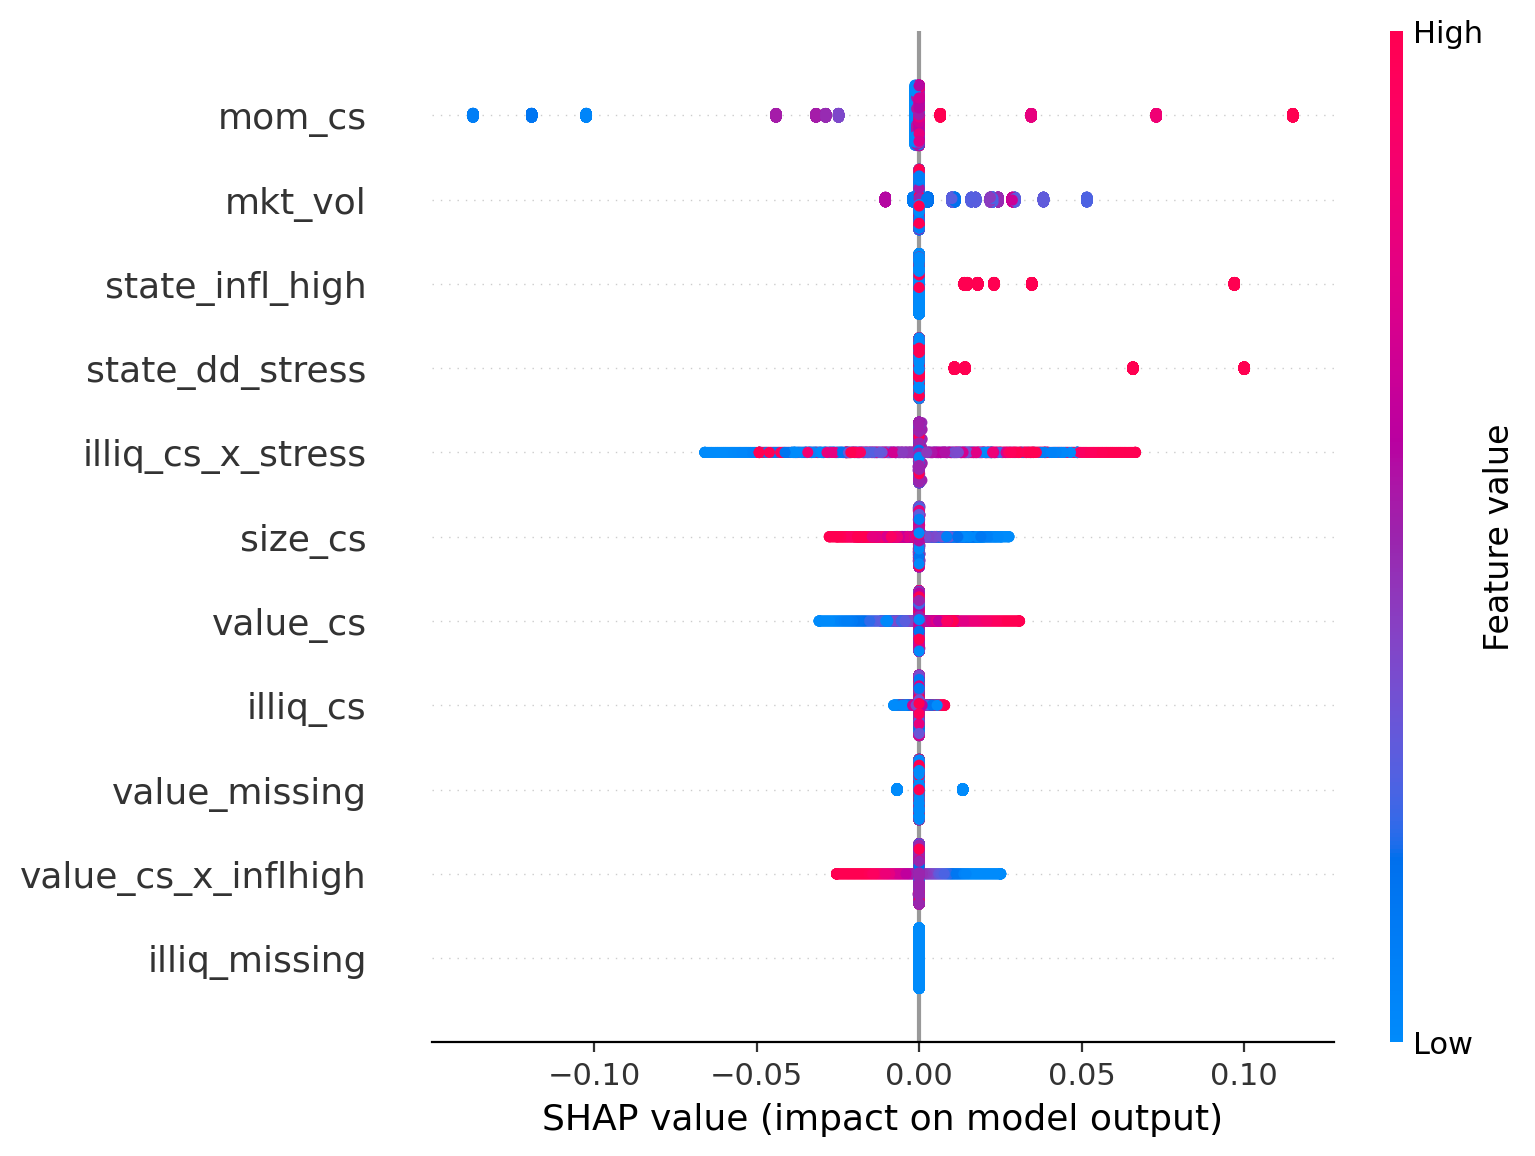 High
mom_cs
mkt_vol
state_infl_high
state_dd_stress
illiq_cs_x_stress
size_cs
value_cs
illiq_cs
value_missing
value_cs_x_inflhigh
illiq_missing
Feature value
Low
−0.10 −0.05 0.00 0.05 0.10
SHAP value (impact on model output)